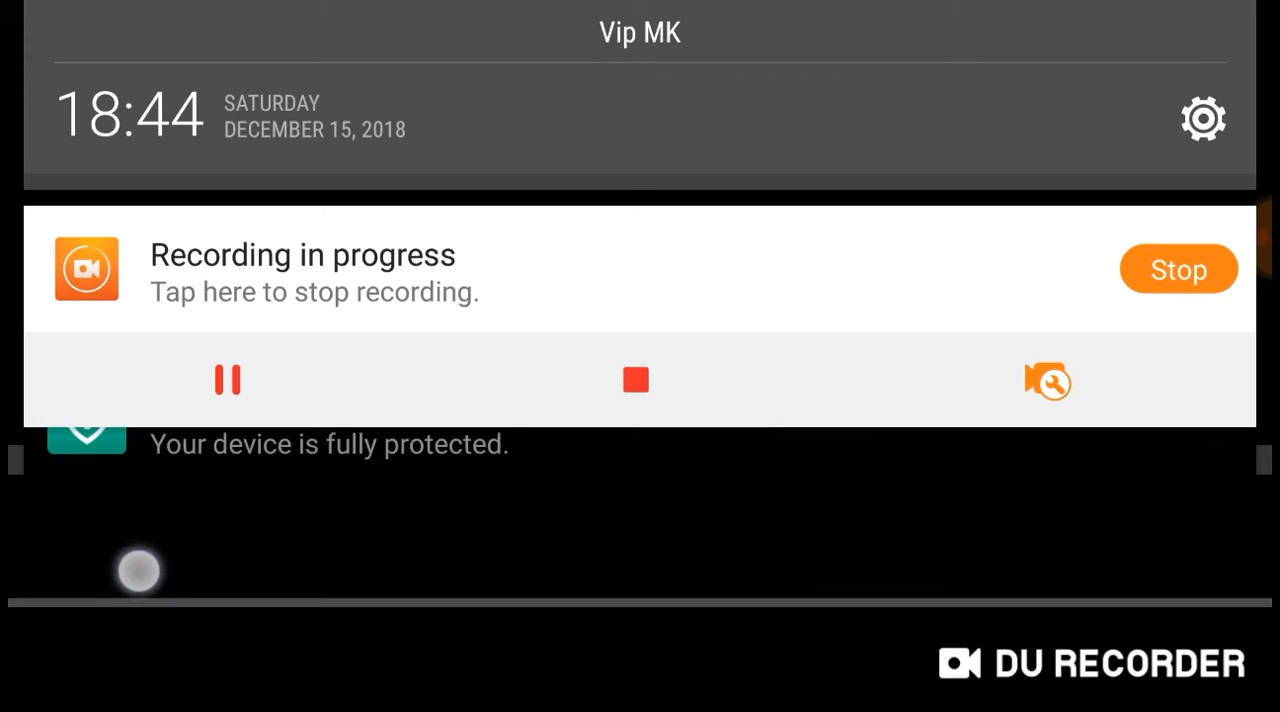 Vip MK
18:44
SATURDAY
DECEMBER 15, 2018
Recording in progress
Tap here to stop recording.
Stop
Your device is fully protected.
DU RECORDER